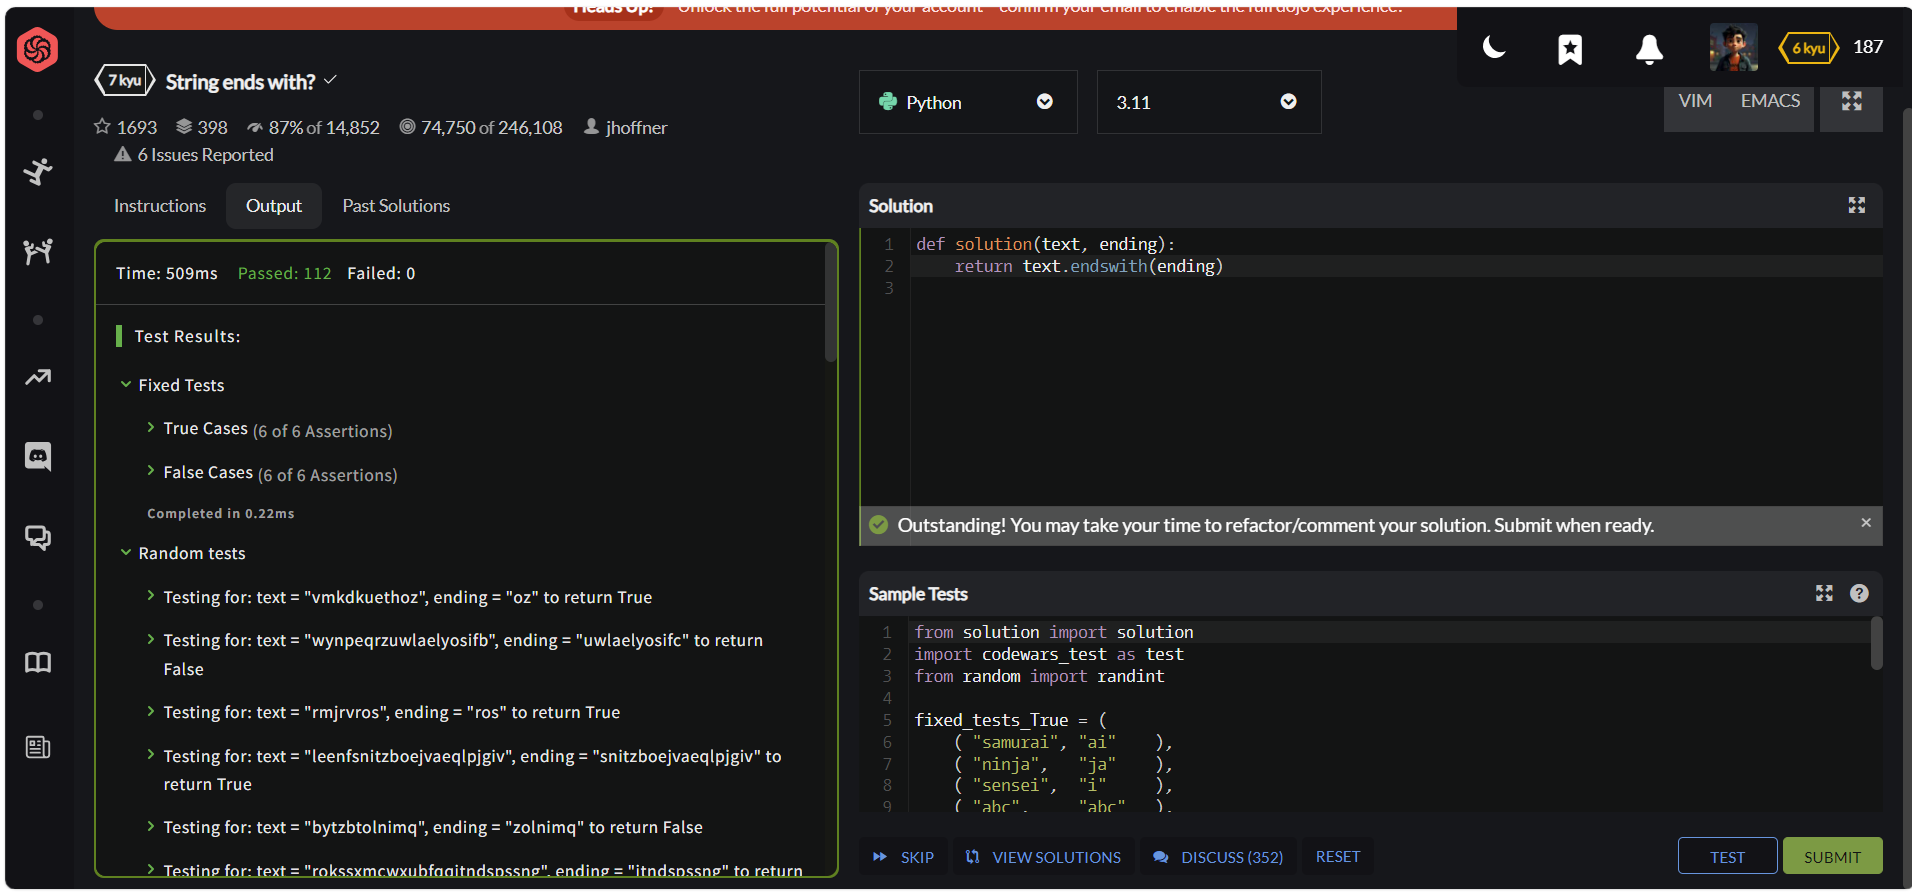 Heads Up! Unlock the full potential of your account - confirm your email to enable the full dojo experience!
6 kyu 187
7 kyu String ends with?
1693 398 87% of 14,852 74,750 of 246,108 jhoffner
6 Issues Reported
Python
3.11
VIM EMACS
Instructions Output Past Solutions
Time: 509ms Passed: 112 Failed: 0
Test Results:
Fixed Tests
True Cases (6 of 6 Assertions)
False Cases (6 of 6 Assertions)
Completed in 0.22ms
Random tests
Testing for: text = "vmkdkuethoz", ending = "oz" to return True
Testing for: text = "wynpeqrzuwlaelyosifb", ending = "uwlaelyosifc" to return
False
Testing for: text = "rmjrvros", ending = "ros" to return True
Testing for: text = "leenfsnitzboejvaeqlpjgiv", ending = "snitzboejvaeqlpjgiv" to
return True
Testing for: text = "bytzbtolnimq", ending = "zolnimq" to return False
Testing for: text = "rokssxmcwxubfqqitndspssng", ending = "itndspssng" to return
Solution
1 def solution(text, ending):
2 return text.endswith(ending)
3
Outstanding! You may take your time to refactor/comment your solution. Submit when ready.
Sample Tests
1 from solution import solution
2 import codewars_test as test
3 from random import randint
4
5 fixed_tests_True = (
6 ( "samurai", "ai" ),
7 ( "ninja", "ja" ),
8 ( "sensei", "i" ),
9 ( "abc", "abc" ),
SKIP VIEW SOLUTIONS DISCUSS (352) RESET TEST SUBMIT